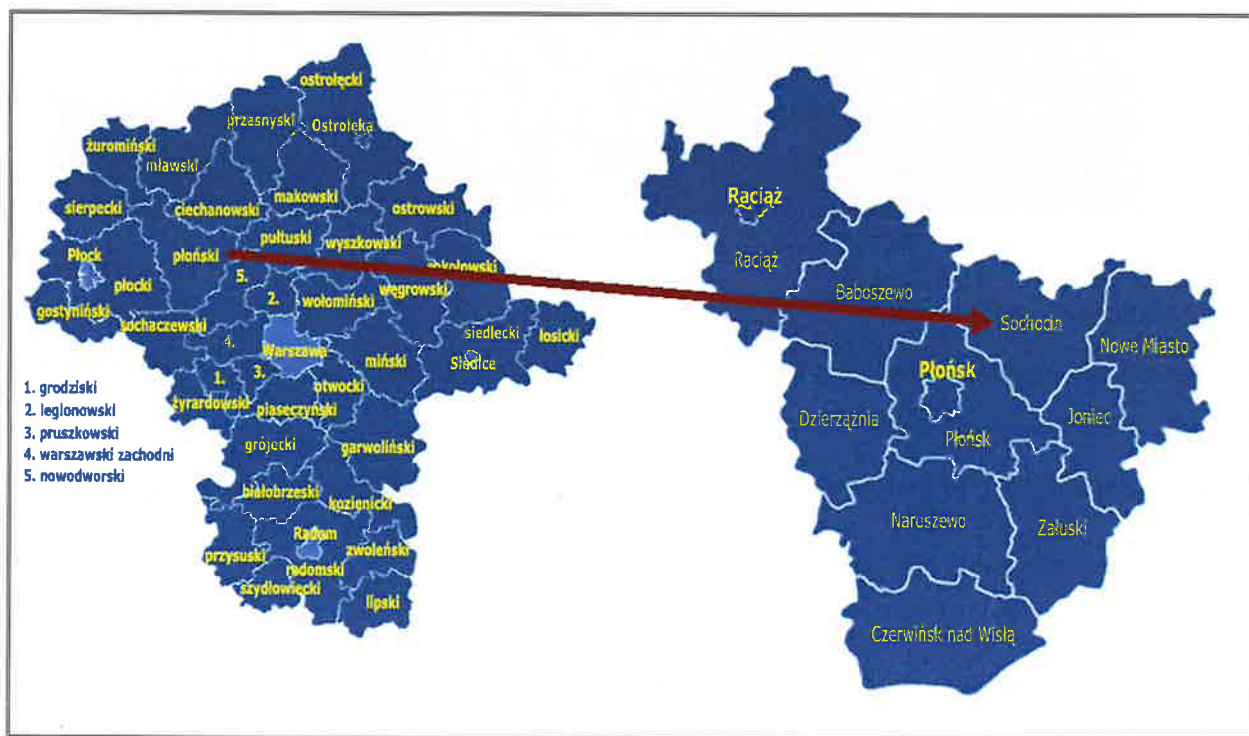 ostrołęcki
przasnyski
Ostrołęka
żuromiński
mławski
makowski
sierpecki
ciechanowski
ostrowski
pułtuski
wyszkowski
Płock
płoński
sokołowski
płocki
5.
węgrowski
2.
wołomiński
gostyniński
sochaczewski
4.
Warszawa
siedlecki
łosicki
Siedlce
miński
1.
3.
otwocki
żyrardowski
piaseczyński
grójecki
garwoliński
białobrzeski
kozienicki
Radom
zwoleński
przysuski
radomski
szydłowiecki
lipski
1. grodziski
2. legionowski
3. pruszkowski
4. warszawski zachodni
5. nowodworski
Raciąż
Raciąż
Baboszewo
Sochocin
Nowe Miasto
Płońsk
Dzierzążnia
Joniec
Płońsk
Naruszewo
Załuski
Czerwińsk nad Wisłą